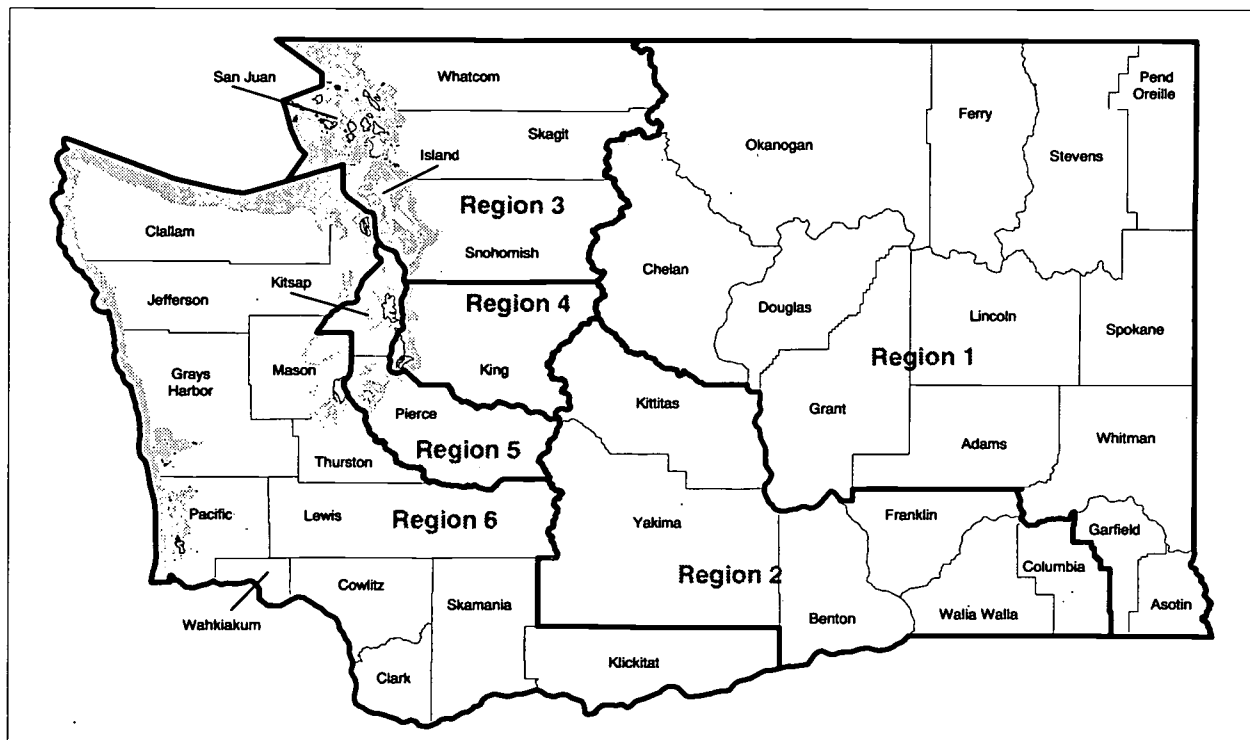 San Juan
Whatcom
Pend
Oreille
Ferry
Skagit
Okanogan
Stevens
Island
Region 3
Clallam
Snohomish
Chelan
Kitsap
Jefferson
Region 4
Douglas
Lincoln
Spokane
Region 1
Mason
King
Grays
Harbor
Kittitas
Grant
Pierce
Adams
Whitman
Region 5
Thurston
Pacific
Lewis
Region 6
Yakima
Franklin
Garfield
Region 2
Columbia
Cowlitz
Skamania
Asotin
Wahkiakum
Benton
Walia Walla
Klickitat
Clark